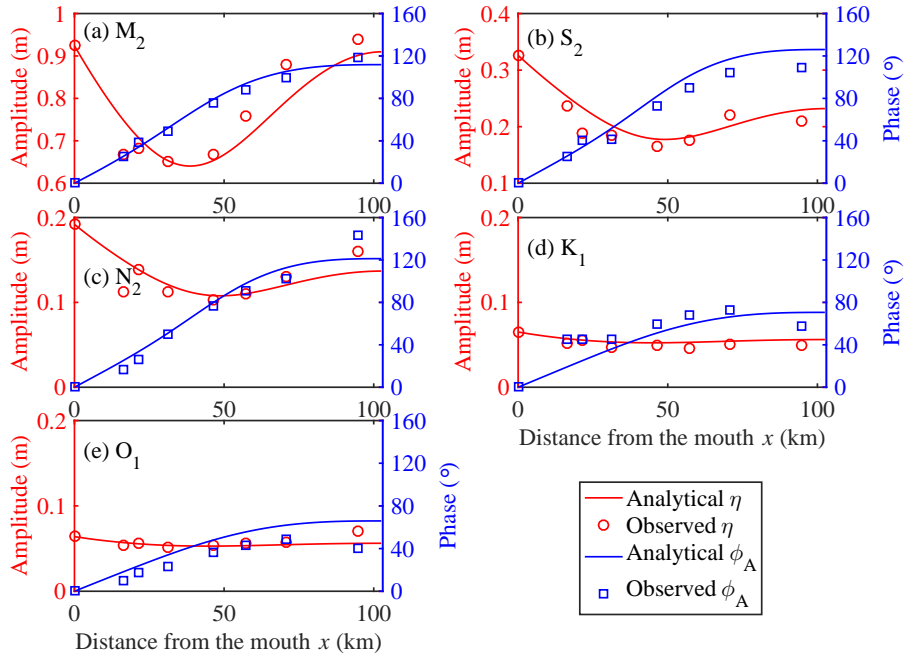 (a) M2
Amplitude (m)
1
0.9
0.8
0.7
0.6
160
120
80
40
0
0 50 100
(b) S2
Amplitude (m)
0.4
0.3
0.2
0.1
160
120
80
40
0
Phase (°)
0 50 100
(c) N2
Amplitude (m)
0.2
0.1
0
160
120
80
40
0
0 50 100
(d) K1
Amplitude (m)
0.2
0.1
0
160
120
80
40
0
Phase (°)
0 50 100
Distance from the mouth x (km)
(e) O1
Amplitude (m)
0.2
0.1
0
160
120
80
40
0
Phase (°)
0 50 100
Distance from the mouth x (km)
Analytical η
Observed η
Analytical ϕA
Observed ϕA